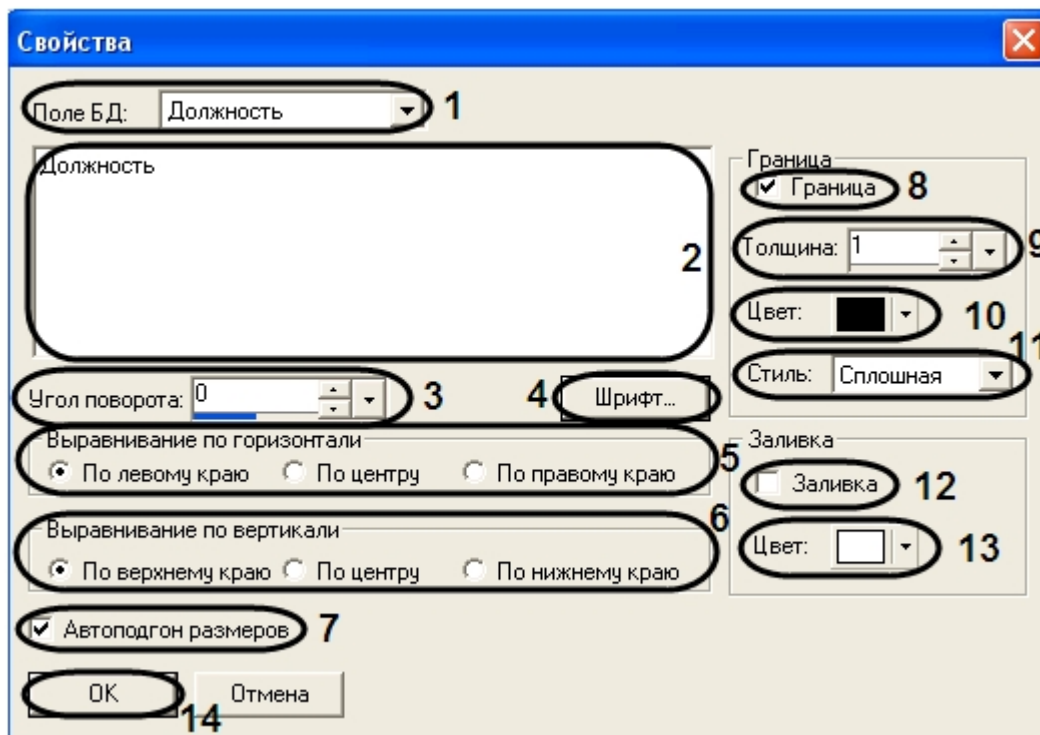 Свойства
Поле БД: Должность 1
Должность
2
Граница
Граница 8
Толщина: 1 9
Цвет: 10
Стиль: Сплошная 11
Угол поворота: 0 3
4 Шрифт...
Выравнивание по горизонтали
По левому краю По центру По правому краю 5
Выравнивание по вертикали
По верхнему краю По центру По нижнему краю 6
Заливка
Заливка 12
Цвет: 13
Автоподгон размеров 7
OK 14 Отмена